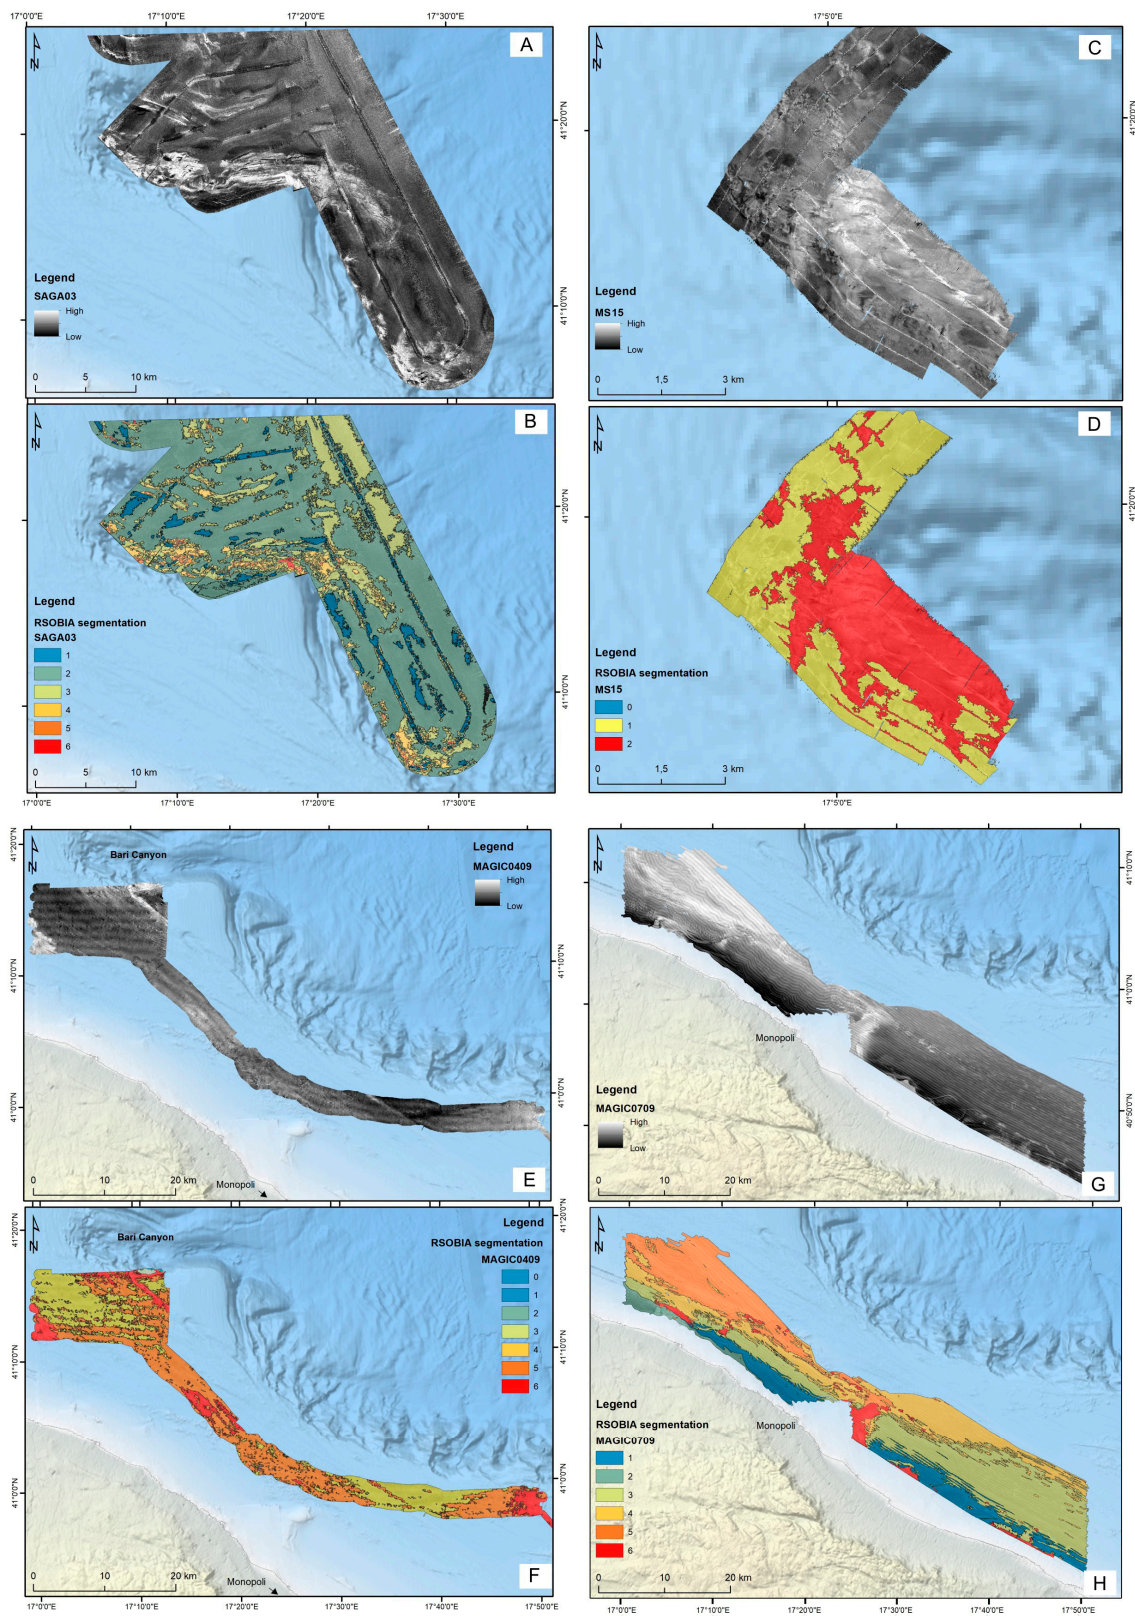 17°0'0"E 17°10'0"E 17°20'0"E 17°30'0"E
A
N
41°20'0"N
41°10'0"N
Legend
SAGA03
High
Low
0 5 10 km
17°5'0"E
C
N
41°20'0"N
Legend
MS15
High
Low
0 1,5 3 km
B
N
41°20'0"N
41°10'0"N
Legend
RSOBIA segmentation
SAGA03
1
2
3
4
5
6
0 5 10 km
17°0'0"E 17°10'0"E 17°20'0"E 17°30'0"E
D
N
41°20'0"N
Legend
RSOBIA segmentation
MS15
0
1
2
0 1,5 3 km
17°5'0"E
41°20'0"N
41°10'0"N
41°0'0"N
N
Bari Canyon
Legend
MAGIC0409
High
Low
41°10'0"N
41°0'0"N
0 10 20 km
Monopoli
E
N
41°10'0"N
41°0'0"N
40°50'0"N
Monopoli
Legend
MAGIC0709
High
Low
0 10 20 km
G
41°20'0"N
41°10'0"N
41°0'0"N
N
Bari Canyon
Legend
RSOBIA segmentation
MAGIC0409
0
1
2
3
4
5
6
41°20'0"N
41°10'0"N
41°0'0"N
0 10 20 km
Monopoli
F
17°0'0"E 17°10'0"E 17°20'0"E 17°30'0"E 17°40'0"E 17°50'0"E
N
Monopoli
Legend
RSOBIA segmentation
MAGIC0709
1
2
3
4
5
6
0 10 20 km
H
17°0'0"E 17°10'0"E 17°20'0"E 17°30'0"E 17°40'0"E 17°50'0"E